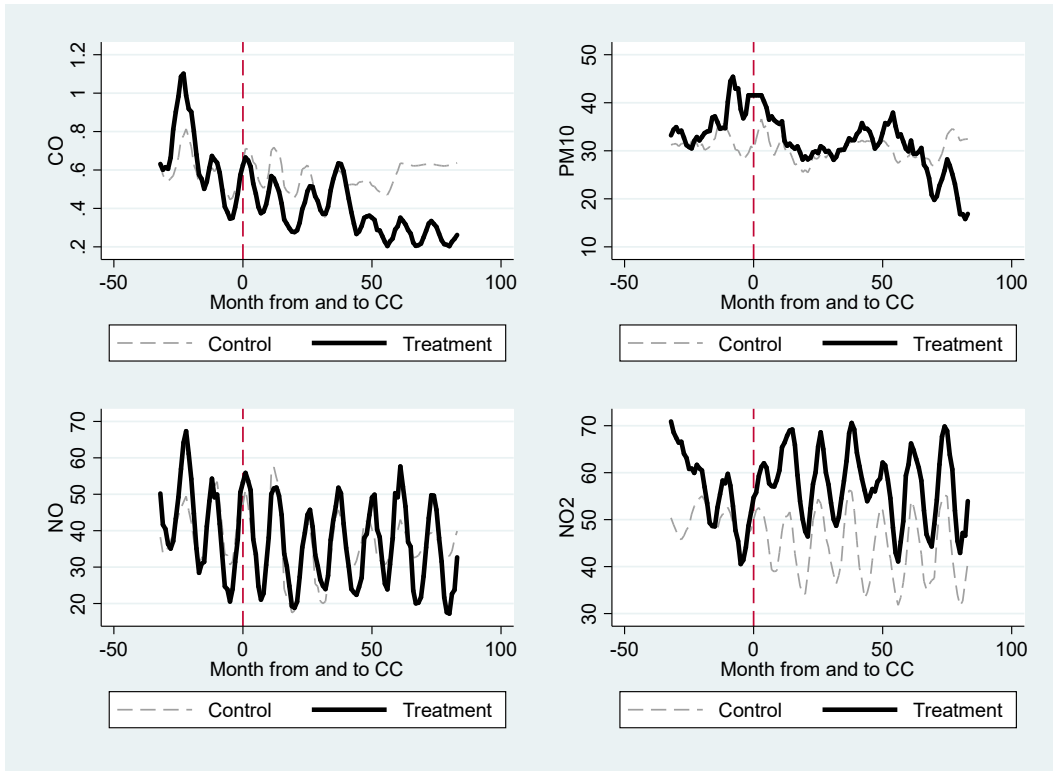 CO
.2 .4 .6 .8 1 1.2
-50 0 50 100
Month from and to CC
Control Treatment
PM10
10 20 30 40 50
-50 0 50 100
Month from and to CC
Control Treatment
NO
20 30 40 50 60 70
-50 0 50 100
Month from and to CC
Control Treatment
NO2
30 40 50 60 70
-50 0 50 100
Month from and to CC
Control Treatment